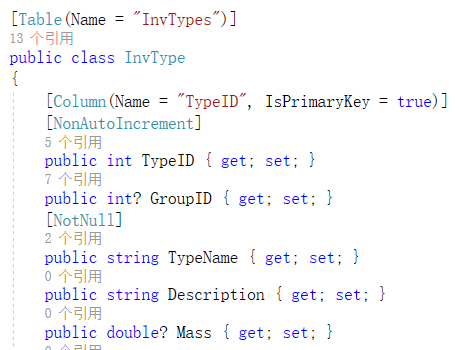 [Table(Name = "InvTypes")]
13 个引用
public class InvType
{
[Column(Name = "TypeID", IsPrimaryKey = true)]
[NonAutoIncrement]
5 个引用
public int TypeID { get; set; }
7 个引用
public int? GroupID { get; set; }
[NotNull]
2 个引用
public string TypeName { get; set; }
0 个引用
public string Description { get; set; }
0 个引用
public double? Mass { get; set; }